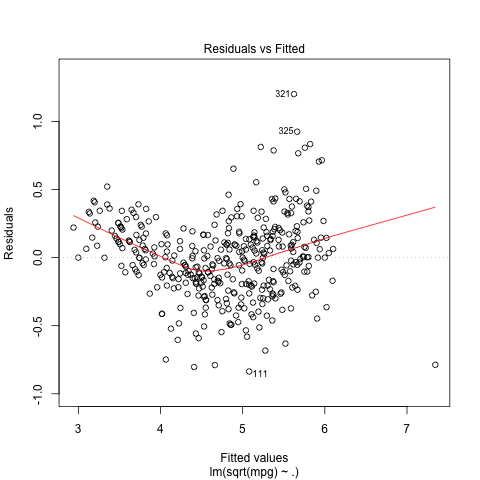 Residuals vs Fitted
321
325
111
Residuals
1.0
0.5
0.0
-0.5
-1.0
3 4 5 6 7
Fitted values
lm(sqrt(mpg) ~ .)